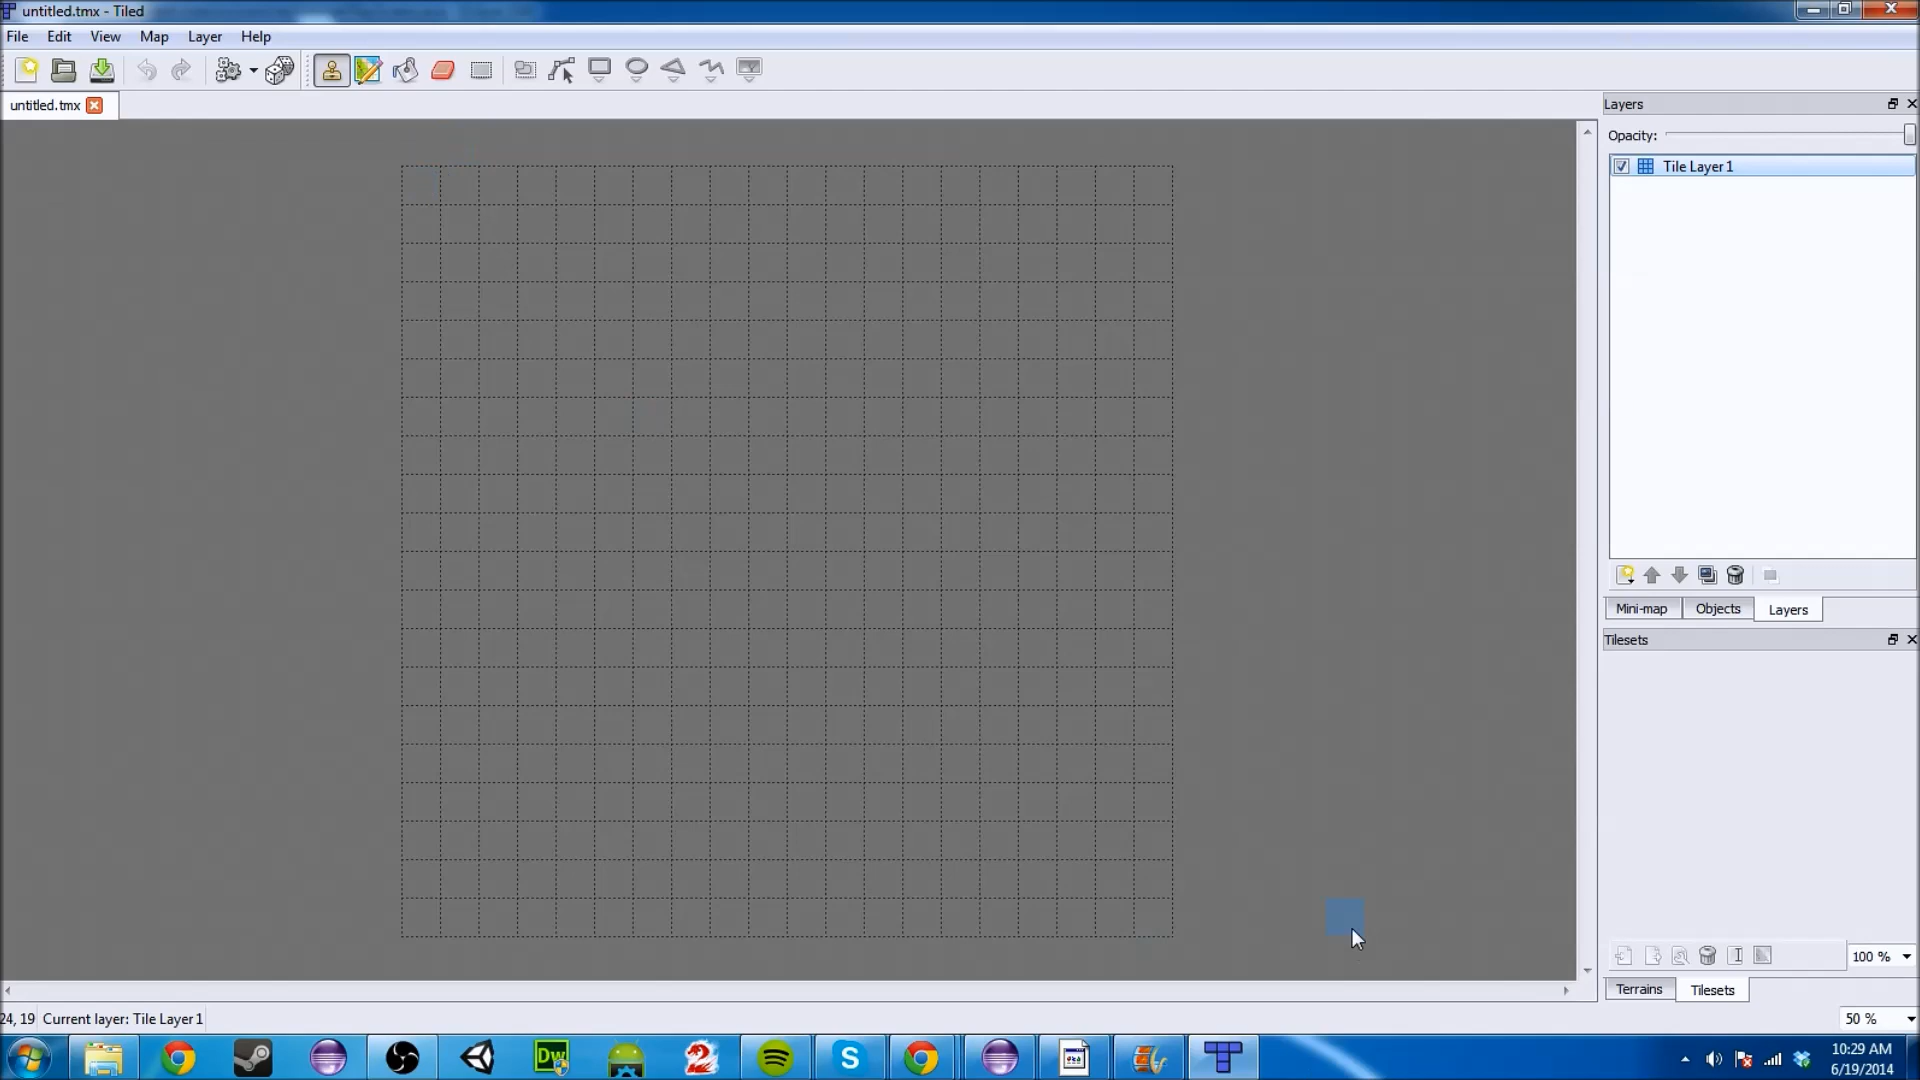 untitled.tmx - Tiled
File Edit View Map Layer Help
untitled.tmx
Layers
Opacity:
Tile Layer 1
Mini-map Objects Layers
Tilesets
100 %
Terrains Tilesets
24, 19 Current layer: Tile Layer 1
50 %
Dw
10:29 AM
6/19/2014